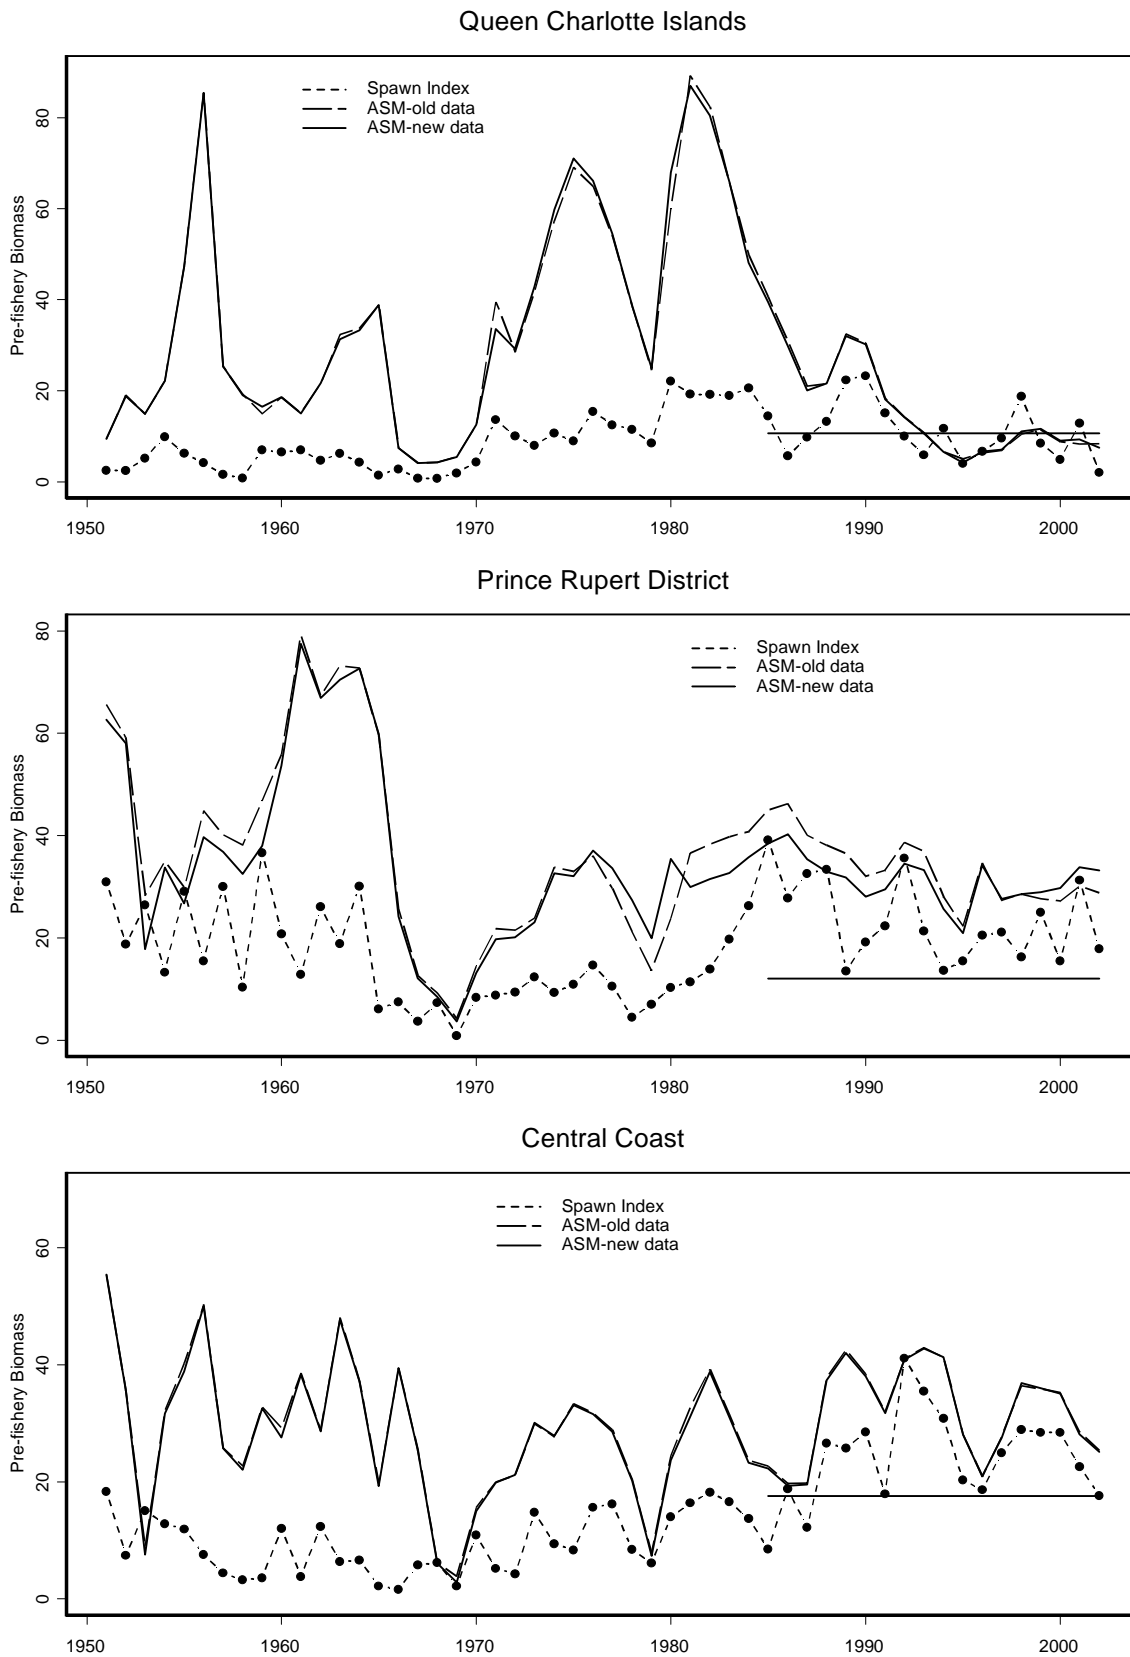 Queen Charlotte Islands
Spawn Index
ASM-old data
ASM-new data
Pre-fishery Biomass
0 20 40 60 80
1950 1960 1970 1980 1990 2000
Prince Rupert District
Spawn Index
ASM-old data
ASM-new data
Pre-fishery Biomass
0 20 40 60 80
1950 1960 1970 1980 1990 2000
Central Coast
Spawn Index
ASM-old data
ASM-new data
Pre-fishery Biomass
0 20 40 60
1950 1960 1970 1980 1990 2000